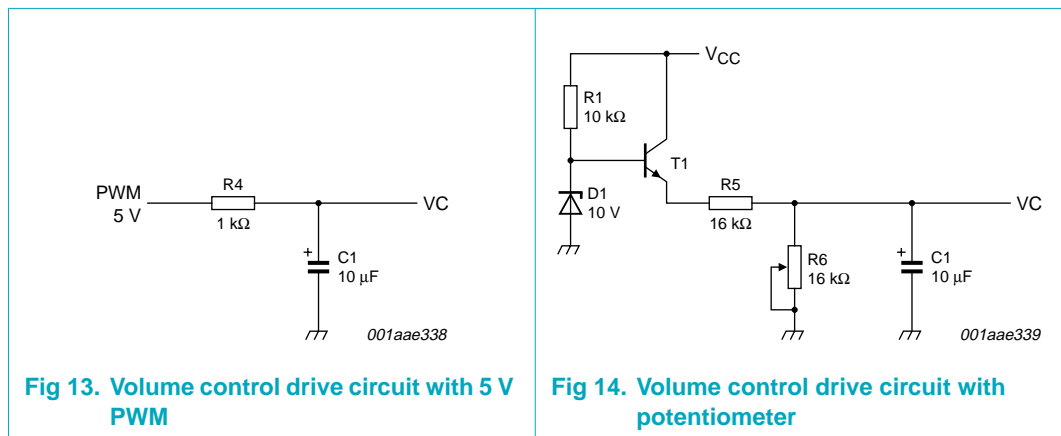 PWM
5 V
R4
1 kΩ
VC
+
C1
10 μF
001aae338
Fig 13. Volume control drive circuit with 5 V
PWM
VCC
R1
10 kΩ
T1
D1
10 V
R5
16 kΩ
VC
R6
16 kΩ
+
C1
10 μF
001aae339
Fig 14. Volume control drive circuit with
potentiometer